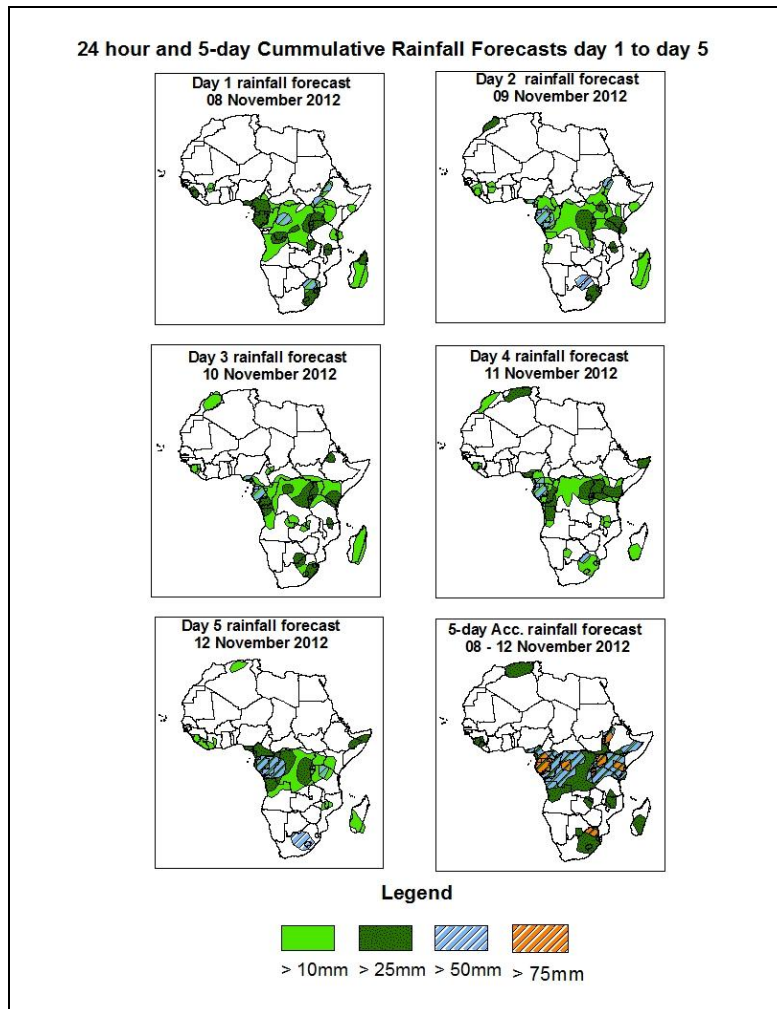 24 hour and 5-day Cummulative Rainfall Forecasts day 1 to day 5
Day 1 rainfall forecast
08 November 2012
Day 2 rainfall forecast
09 November 2012
Day 3 rainfall forecast
10 November 2012
Day 4 rainfall forecast
11 November 2012
Day 5 rainfall forecast
12 November 2012
5-day Acc. rainfall forecast
08 - 12 November 2012
Legend
> 10mm > 25mm > 50mm > 75mm